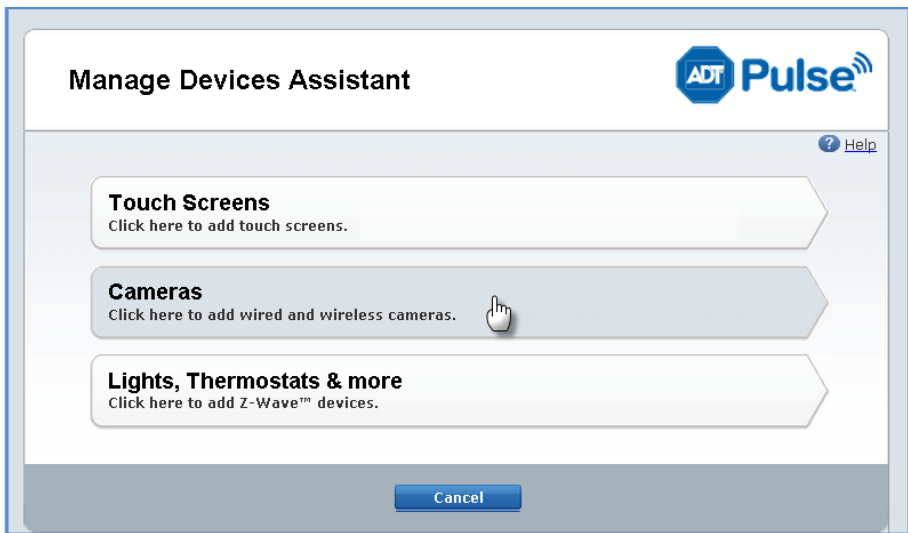 Manage Devices Assistant
ADT Pulse
Help
Touch Screens
Click here to add touch screens.
Cameras
Click here to add wired and wireless cameras.
Lights, Thermostats & more
Click here to add Z-Wave™ devices.
Cancel